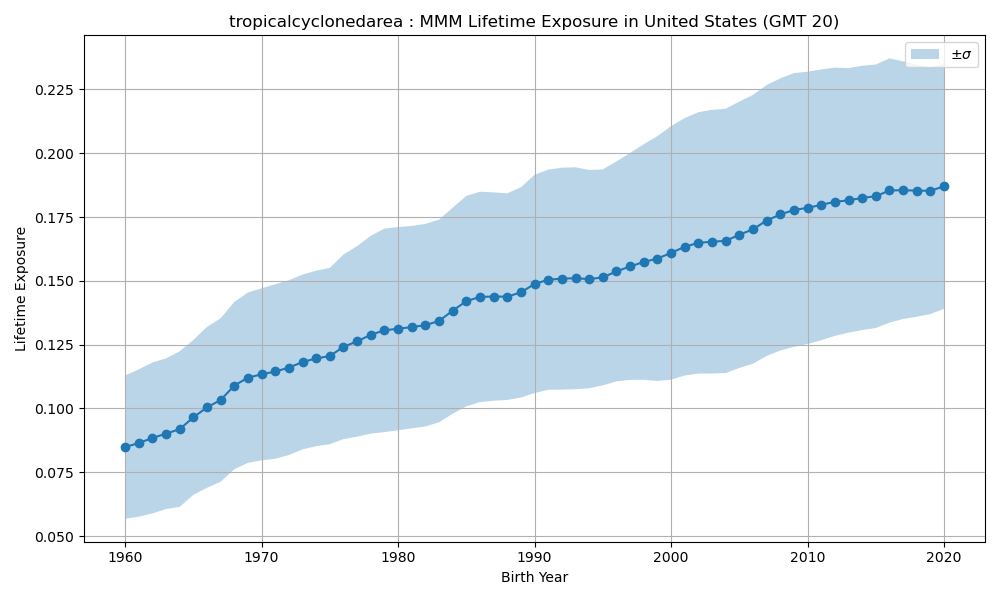 tropicalcyclonedarea : MMM Lifetime Exposure in United States (GMT 20)
±σ
Lifetime Exposure
0.225
0.200
0.175
0.150
0.125
0.100
0.075
0.050
1960 1970 1980 1990 2000 2010 2020
Birth Year